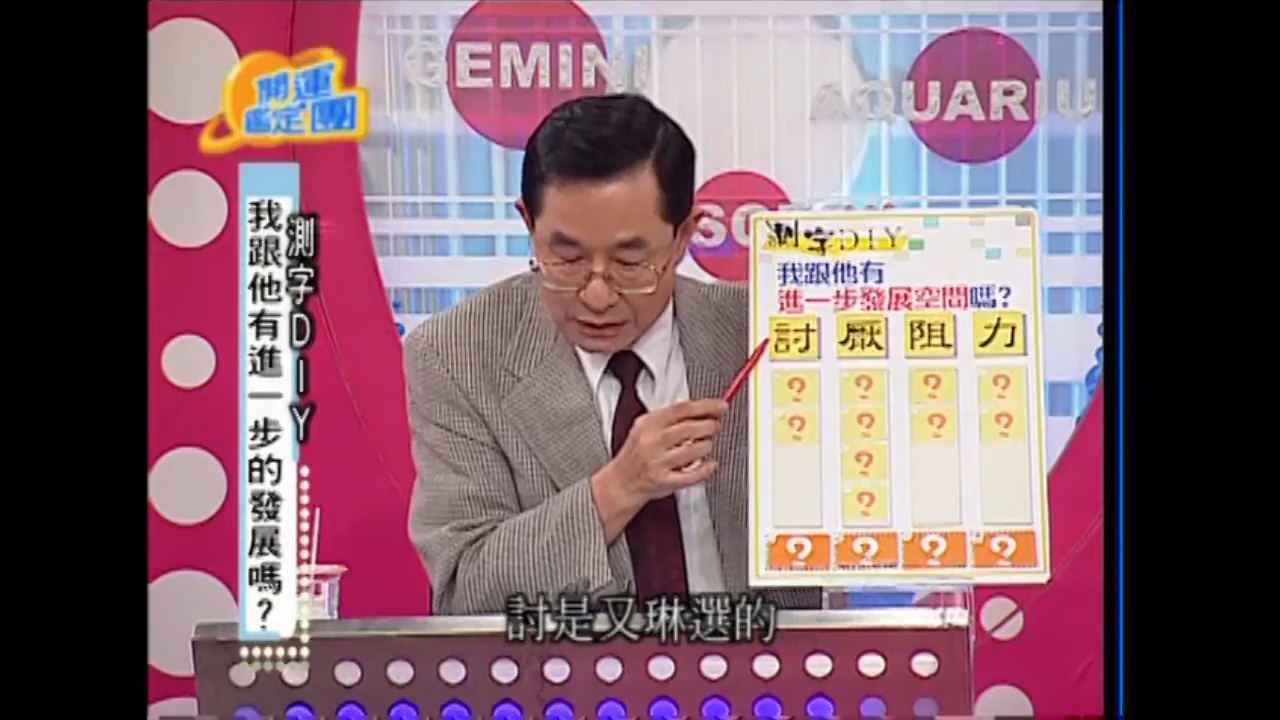 開運
鑑定團
GEMINI
AQUARIU
測字DIY
我跟他有進一步的發展嗎?
測字DIY
我跟他有
進一步發展空間嗎?
討 厭 阻 力
? ? ? ?
? ? ? ?
?
?
? ? ? ?
討是又琳選的